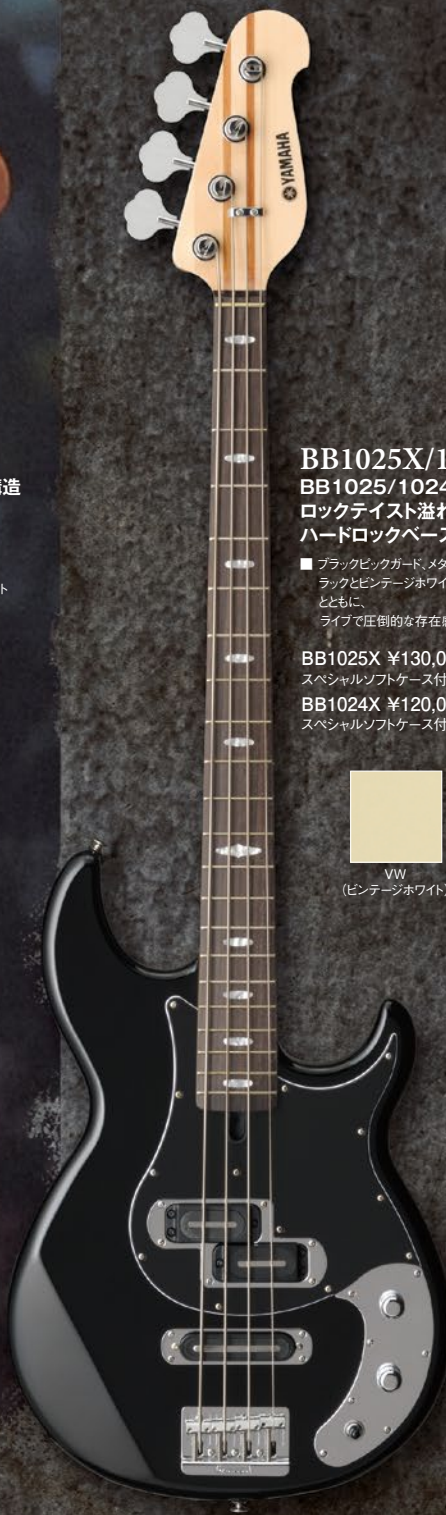 YAMAHA
造
ト
BB1025X/1
BB1025/1024
ロックテイスト溢れ
ハードロックベース
■ ブラックピックガード、メタ
ラックとビンテージホワイ
とともに、
ライブで圧倒的な存在感
BB1025X ¥130,0
スペシャルソフトケース付
BB1024X ¥120,0
スペシャルソフトケース付
VW
(ビンテージホワイト)